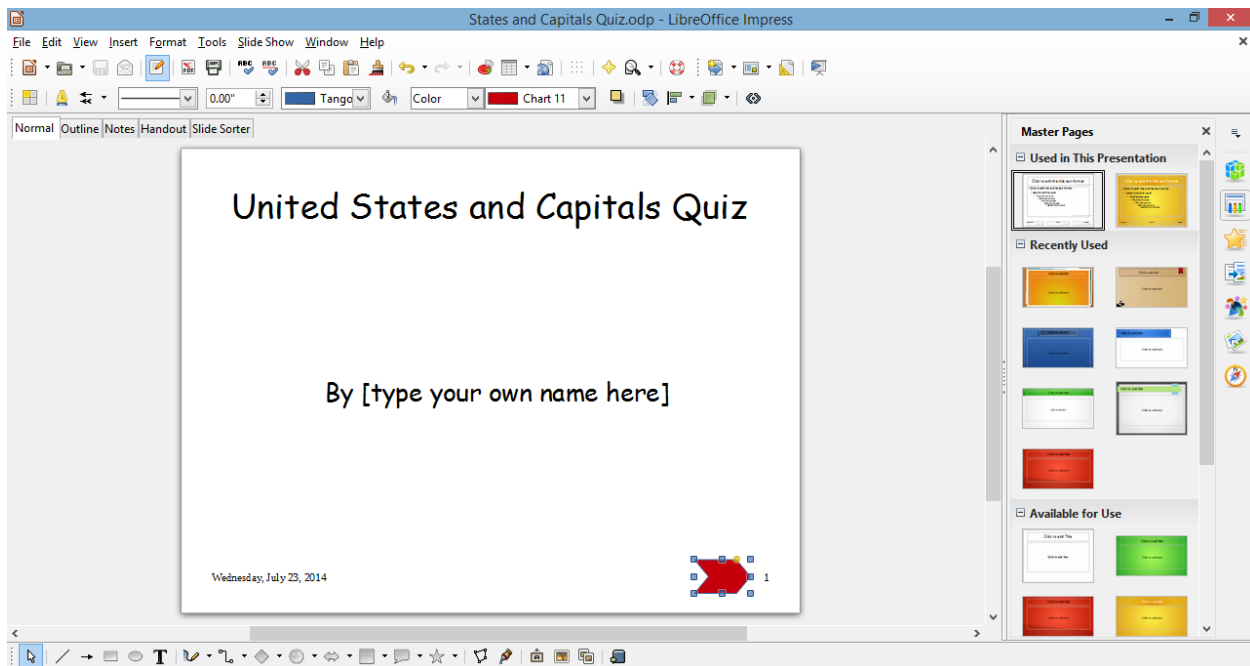 States and Capitals Quiz.odp - LibreOffice Impress
File Edit View Insert Format Tools Slide Show Window Help
0.00" Tango Color Chart 11
Normal Outline Notes Handout Slide Sorter
United States and Capitals Quiz
By [type your own name here]
Wednesday, July 23, 2014
1
Master Pages
Used in This Presentation
Recently Used
Available for Use